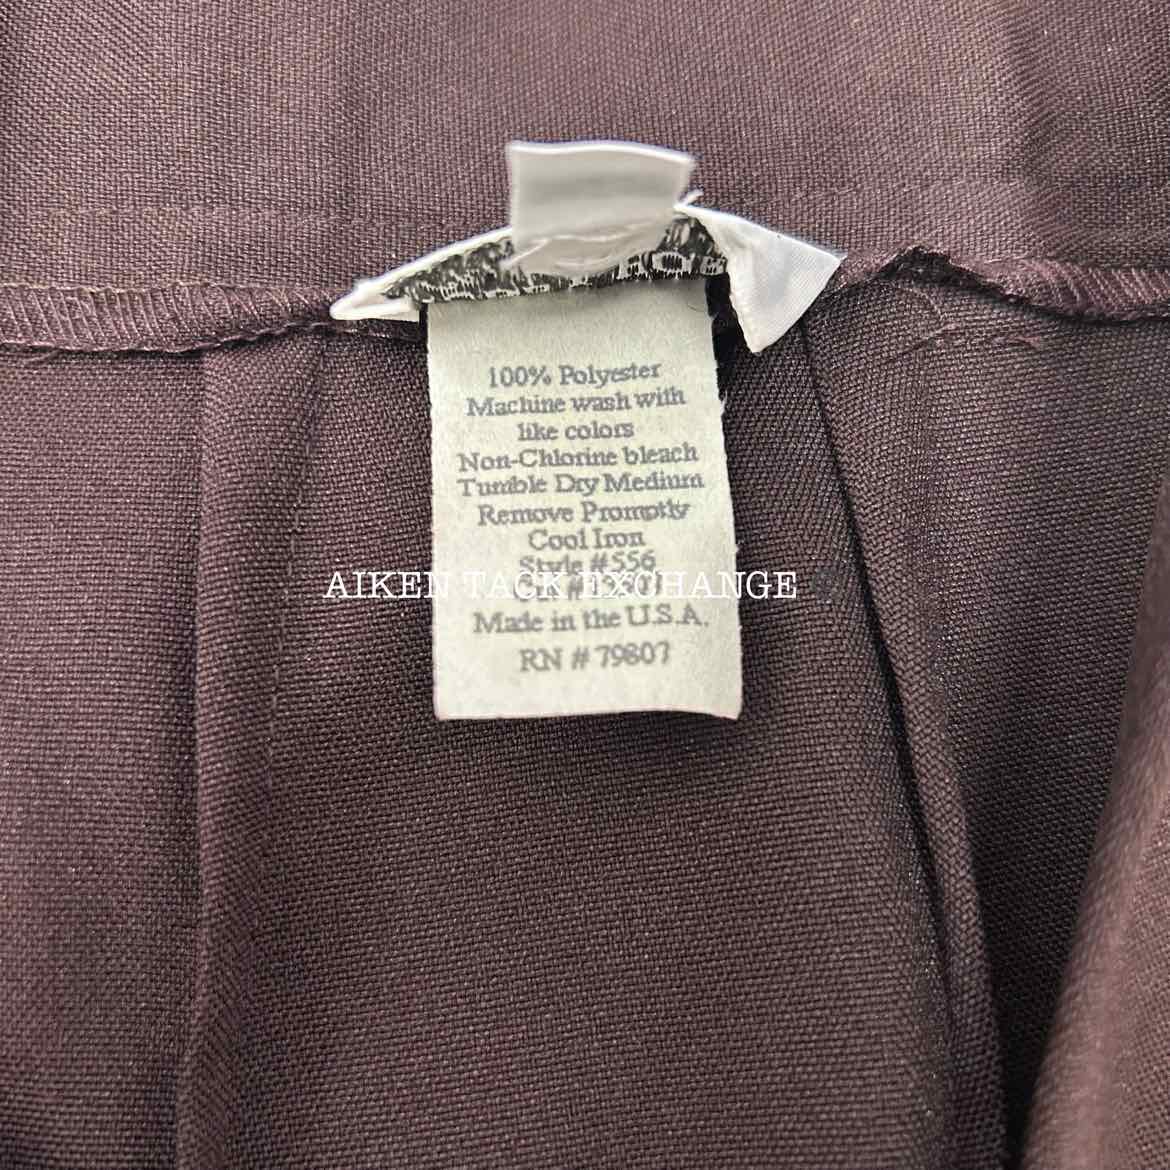 100% Polyester
Machine wash with
like colors
Non-Chlorine bleach
Tumble Dry Medium
Remove Promptly
Cool Iron
Style #556
AIKEN TACK EXCHANGE
Made in the U.S.A.
RN # 79807